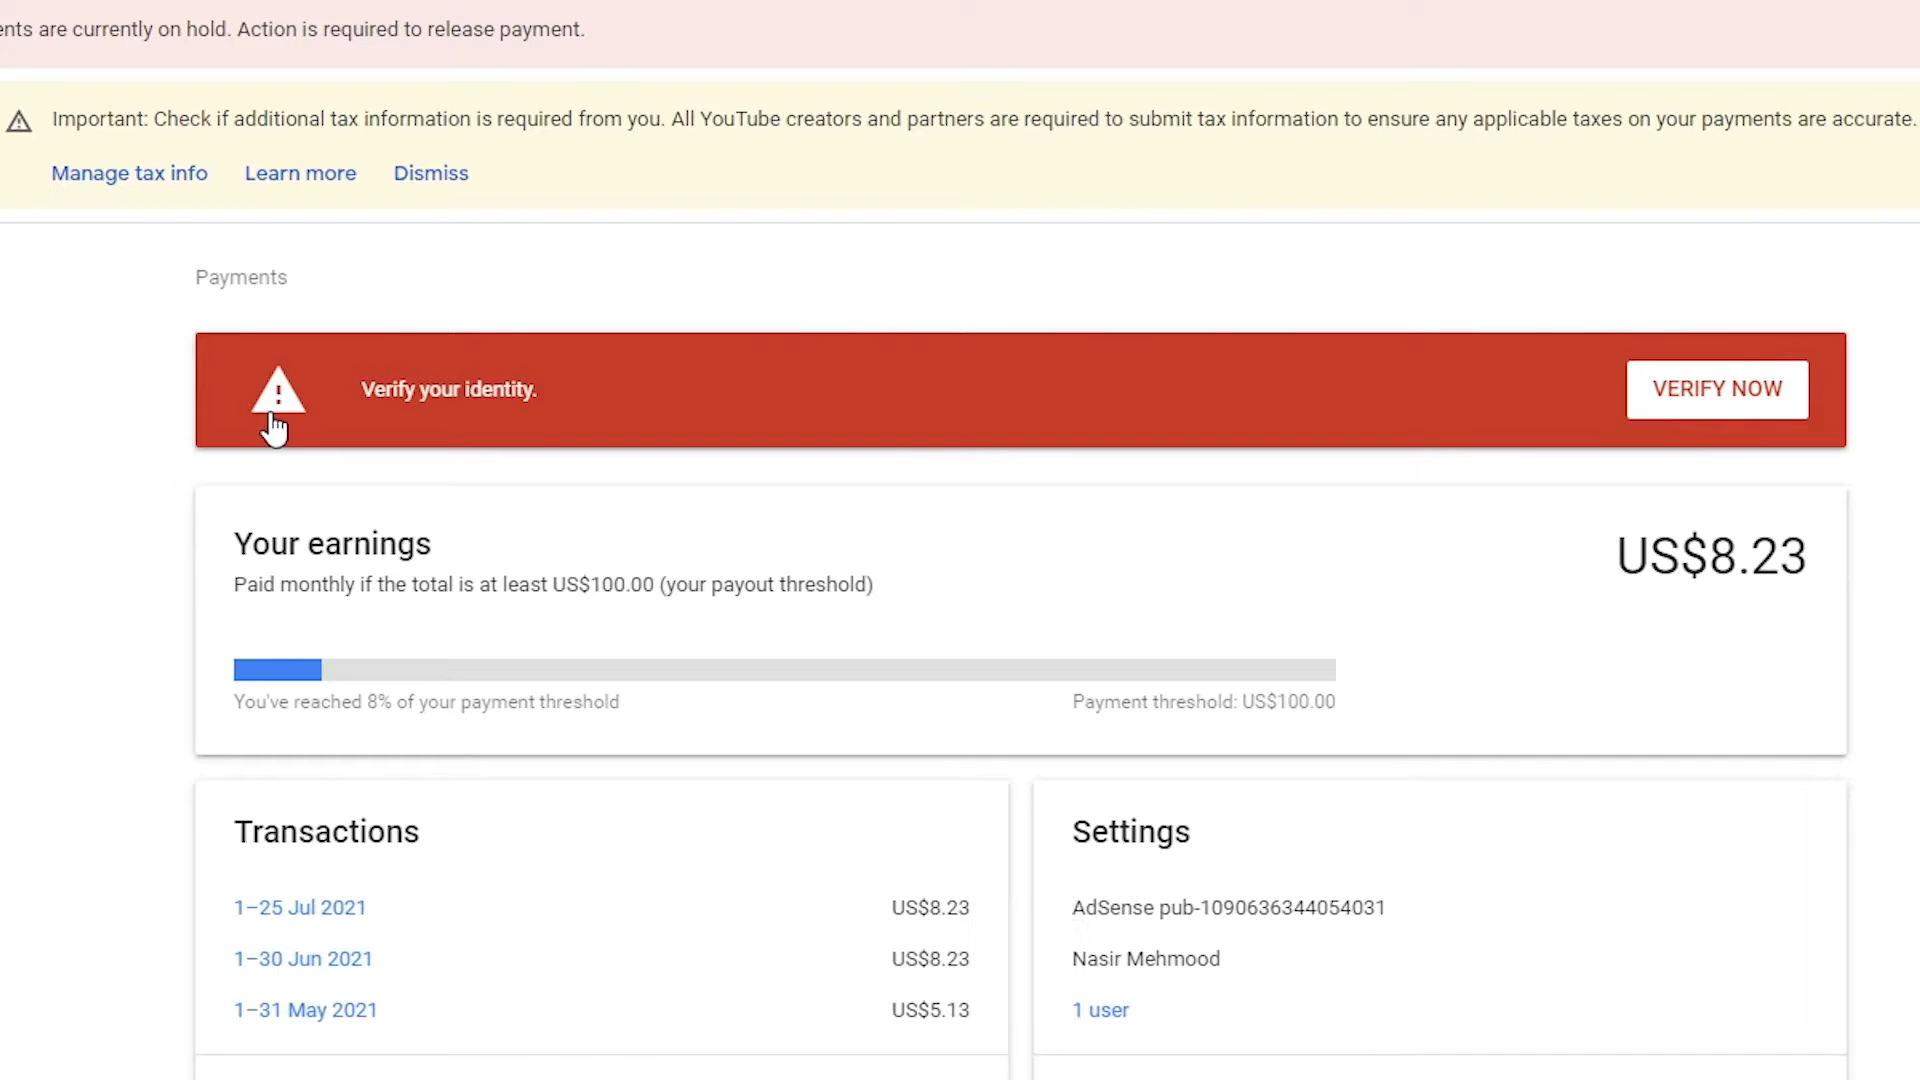 are currently on hold. Action is required to release payment.
Important: Check if additional tax information is required from you. All YouTube creators and partners are required to submit tax information to ensure any applicable taxes on your payments are accurate.
Manage tax info Learn more Dismiss
Payments
Verify your identity.
VERIFY NOW
Your earnings
US$8.23
Paid monthly if the total is at least US$100.00 (your payout threshold)
You've reached 8% of your payment threshold
Payment threshold: US$100.00
Transactions
1–25 Jul 2021 US$8.23
1–30 Jun 2021 US$8.23
1–31 May 2021 US$5.13
Settings
AdSense pub-1090636344054031
Nasir Mehmood
1 user